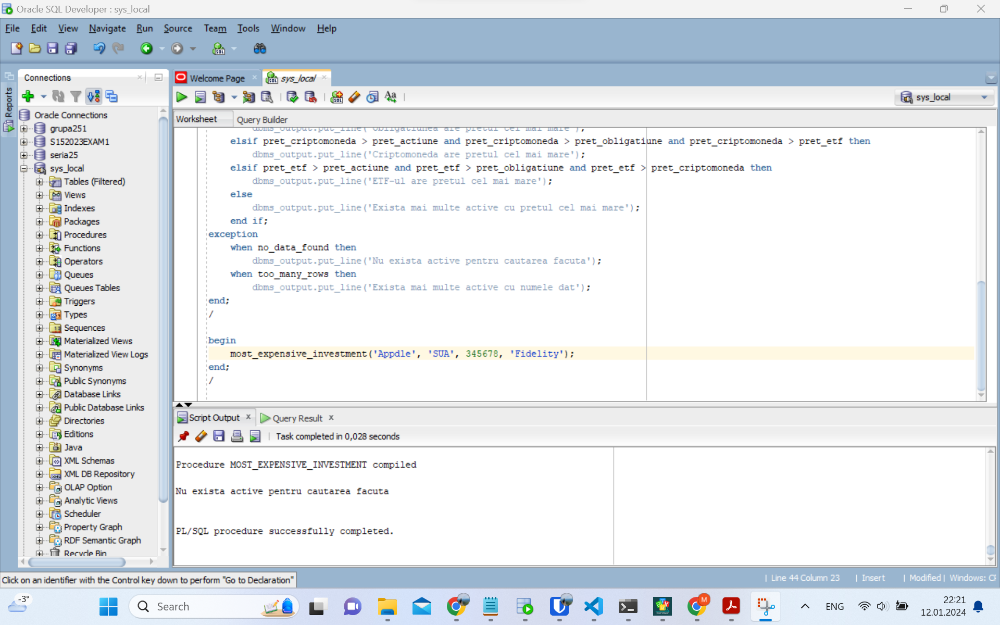 Oracle SQL Developer : sys_local
File Edit View Navigate Run Source Team Tools Window Help
Reports
Connections
Oracle Connections
grupa251
S152023EXAM1
seria25
sys_local
Tables (Filtered)
Views
Indexes
Packages
Procedures
Functions
Operators
Queues
Queues Tables
Triggers
Types
Sequences
Materialized Views
Materialized View Logs
Synonyms
Public Synonyms
Database Links
Public Database Links
Directories
Editions
Java
XML Schemas
XML DB Repository
OLAP Option
Analytic Views
Scheduler
Property Graph
RDF Semantic Graph
Recycle Bin
Welcome Page
sys_local
sys_local
Worksheet Query Builder
dbms_output.put_line('Obligatiunea are pretul cel mai mare');
elsif pret_criptomoneda > pret_actiune and pret_criptomoneda > pret_obligatiune and pret_criptomoneda > pret_etf then
dbms_output.put_line('Criptomoneda are pretul cel mai mare');
elsif pret_etf > pret_actiune and pret_etf > pret_obligatiune and pret_etf > pret_criptomoneda then
dbms_output.put_line('ETF-ul are pretul cel mai mare');
else
dbms_output.put_line('Exista mai multe active cu pretul cel mai mare');
end if;
exception
when no_data_found then
dbms_output.put_line('Nu exista active pentru cautarea facuta');
when too_many_rows then
dbms_output.put_line('Exista mai multe active cu numele dat');
end;
/
begin
most_expensive_investment('Appdle', 'SUA', 345678, 'Fidelity');
end;
/
Script Output x Query Result x
Task completed in 0,028 seconds
Procedure MOST_EXPENSIVE_INVESTMENT compiled
Nu exista active pentru cautarea facuta
PL/SQL procedure successfully completed.
Click on an identifier with the Control key down to perform "Go to Declaration"
| Line 44 Column 23 | Insert | Modified | Windows: CR
-3°
Search
M
ENG
22:21
12.01.2024